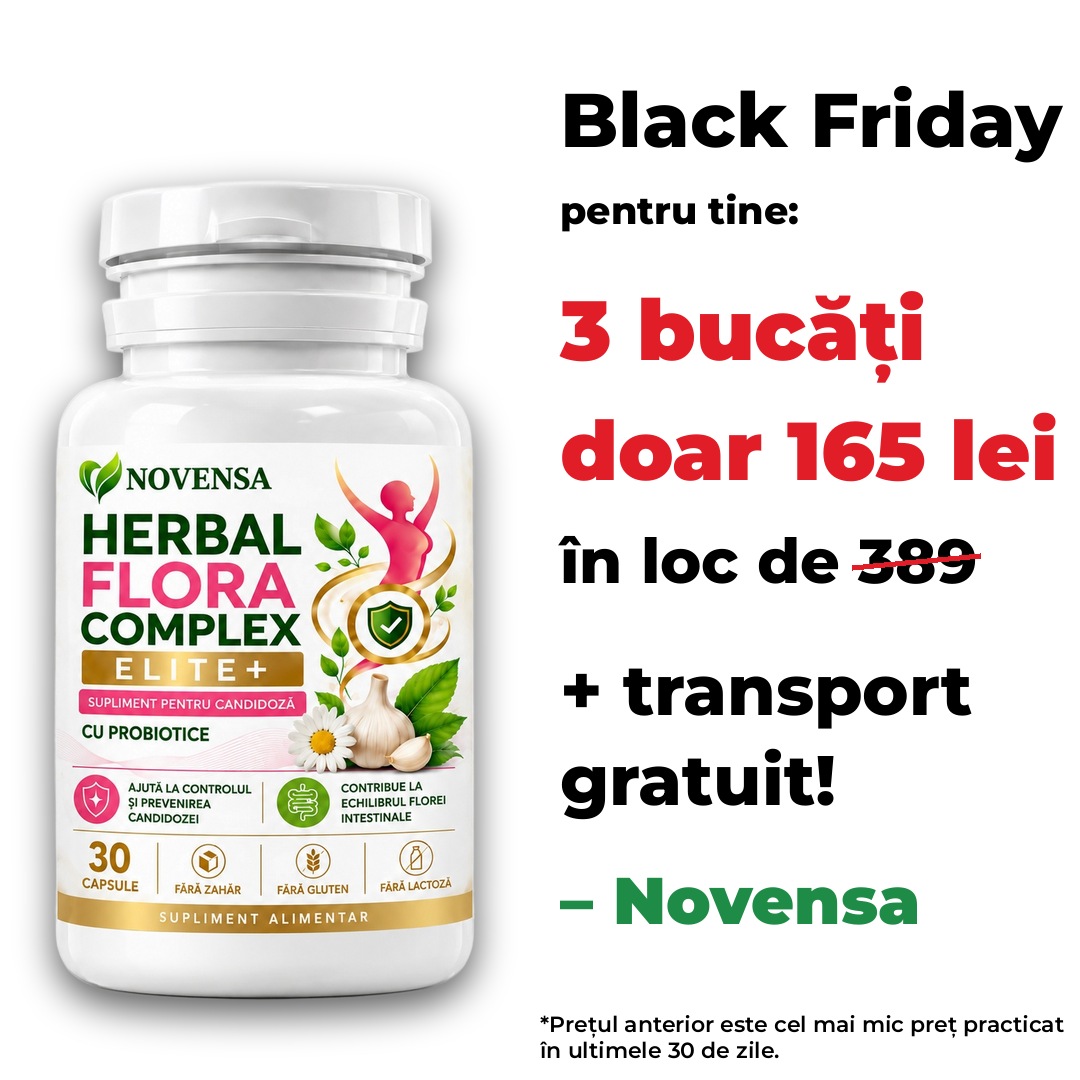 Black Friday
pentru tine:
3 bucăți
doar 165 lei
în loc de 389
+ transport
gratuit!
– Novensa
*Prețul anterior este cel mai mic preț practicat
în ultimele 30 de zile.
NOVENSA
HERBAL
FLORA
COMPLEX
ELITE+
SUPLIMENT PENTRU CANDIDOZĂ
CU PROBIOTICE
AJUTĂ LA CONTROLUL
ȘI PREVENIREA
CANDIDOZEI
CONTRIBUE LA
ECHILIBRUL FLOREI
INTESTINALE
30
CAPSULE
FĂRĂ ZAHĂR
FĂRĂ GLUTEN
FĂRĂ LACTOZĂ
SUPLIMENT ALIMENTAR